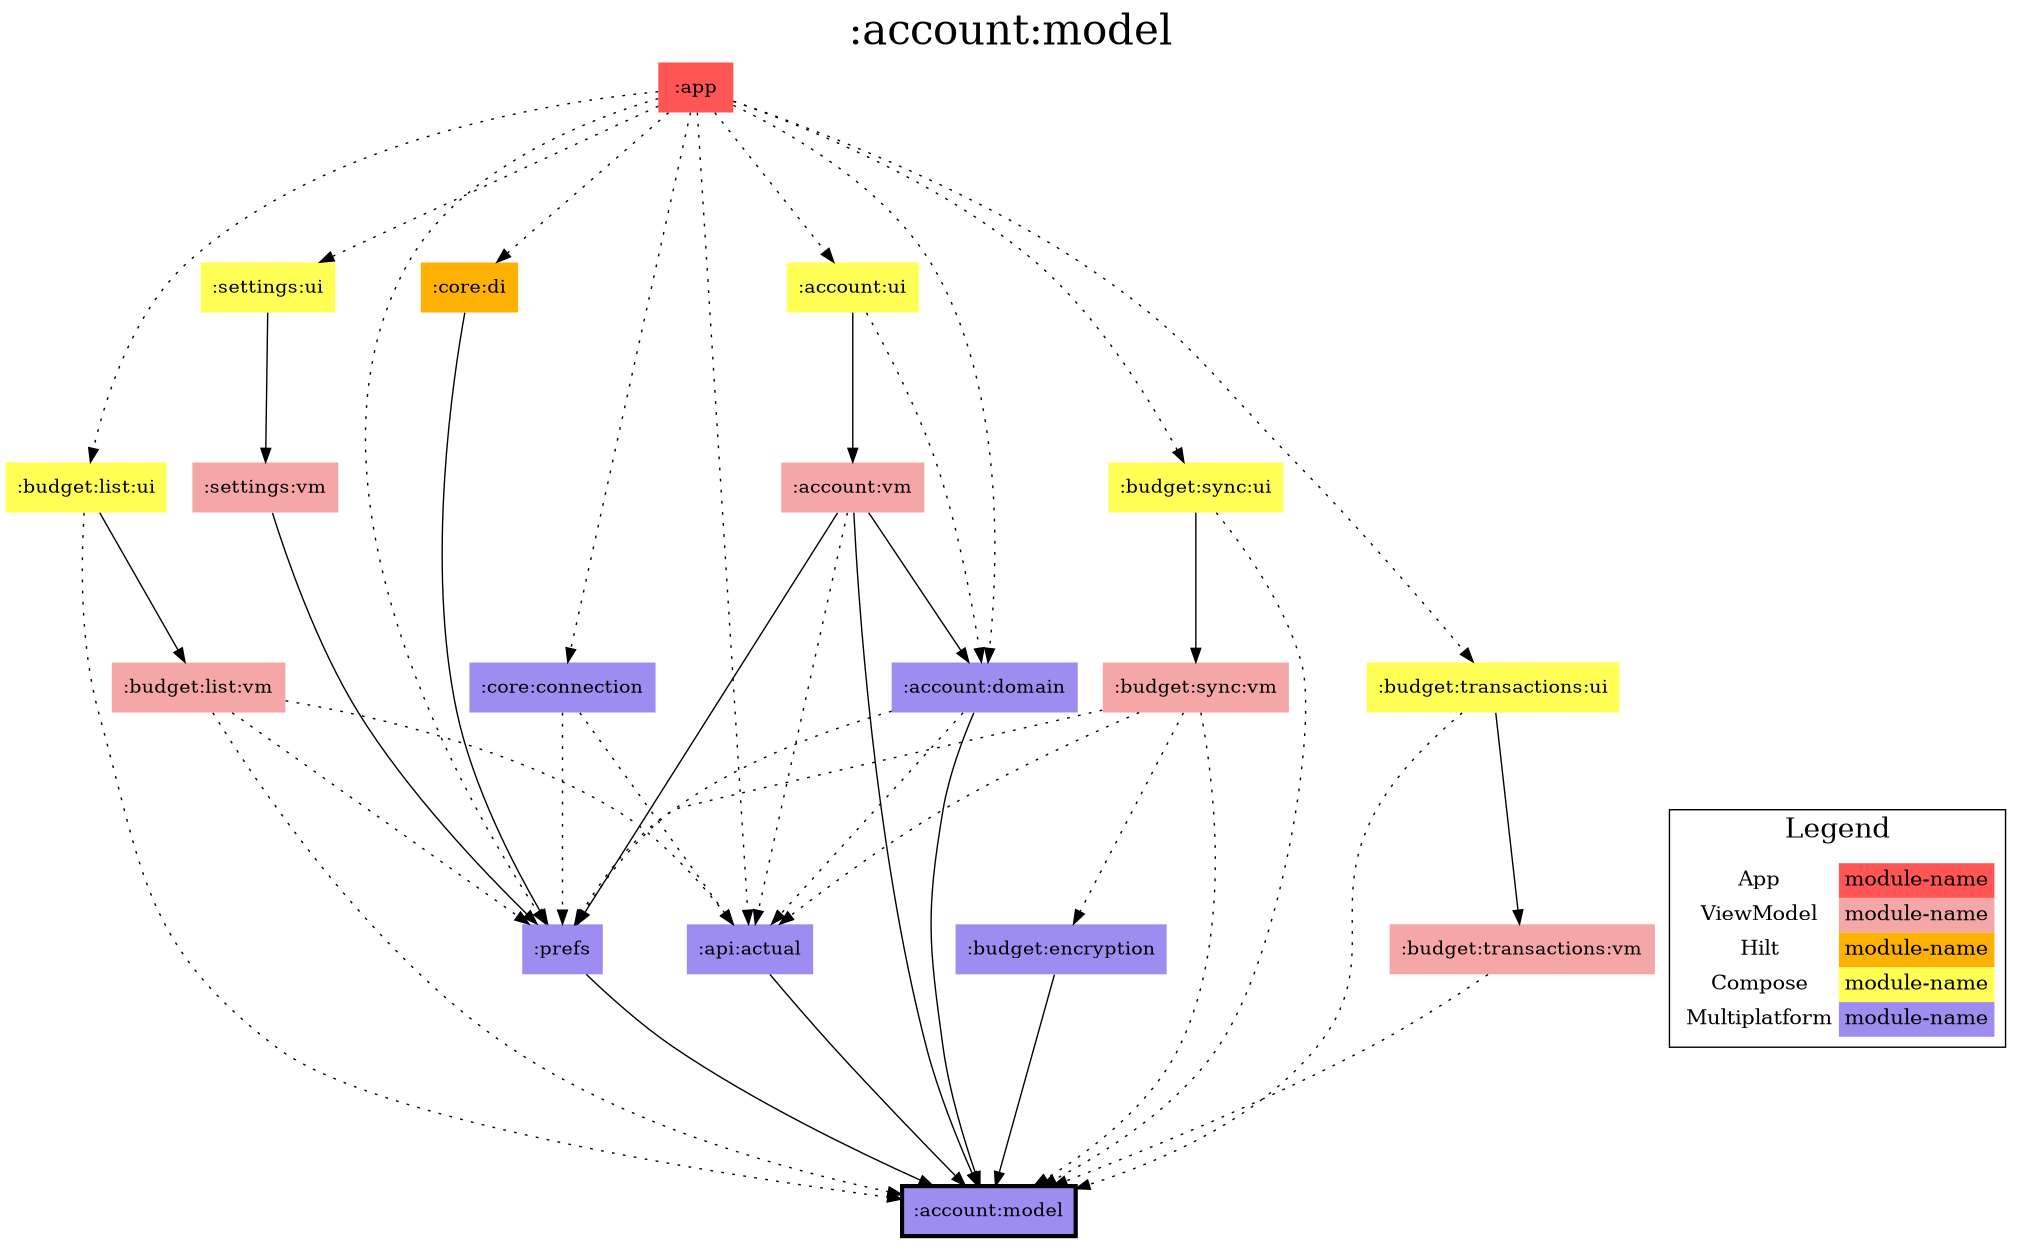 :account:model
:app
:settings:ui
:core:di
:account:ui
:budget:list:ui
:settings:vm
:account:vm
:budget:sync:ui
:budget:list:vm
:core:connection
:account:domain
:budget:sync:vm
:budget:transactions:ui
:prefs
:api:actual
:budget:encryption
:budget:transactions:vm
:account:model
Legend
App module-name
ViewModel module-name
Hilt module-name
Compose module-name
Multiplatform module-name